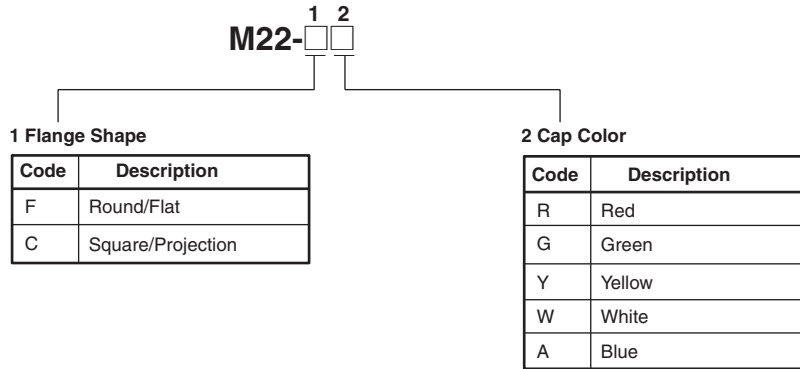 1 2
M22-□□
1 Flange Shape
Code Description
F Round/Flat
C Square/Projection
2 Cap Color
Code Description
R Red
G Green
Y Yellow
W White
A Blue